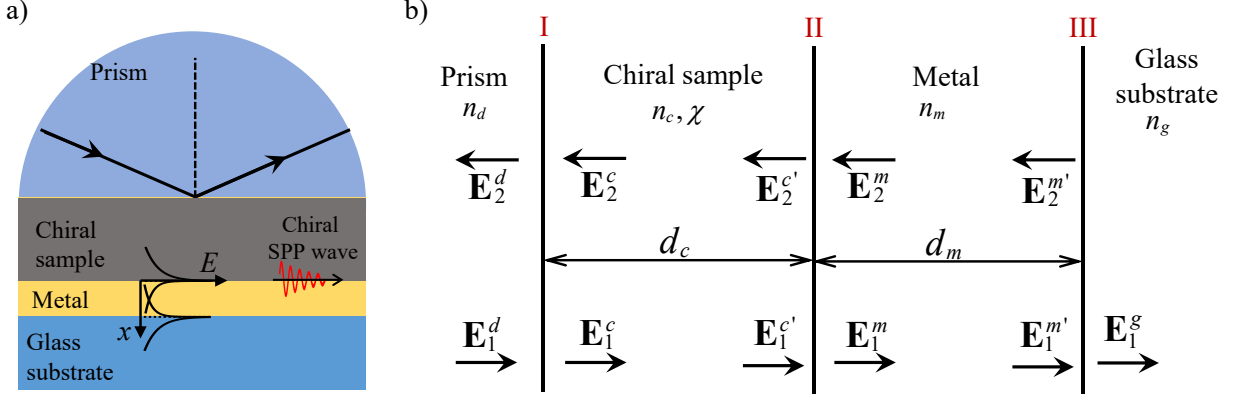 a)
Prism
Chiral
sample
E
Chiral
SPP wave
Metal
x
Glass
substrate
b)
I
II
III
Prism
n_d
Chiral sample
n_c, χ
Metal
n_m
Glass
substrate
n_g
E_2^d
E_2^c
E_2^{c'}
E_2^m
E_2^{m'}
d_c
d_m
E_1^d
E_1^c
E_1^{c'}
E_1^m
E_1^{m'}
E_1^g